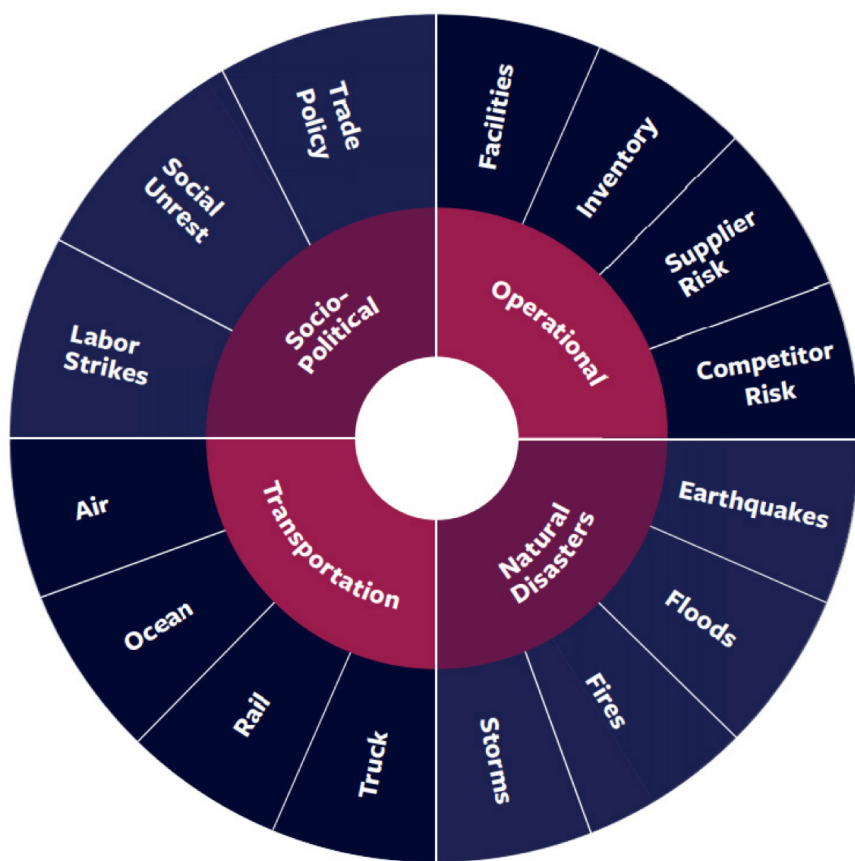 Trade
Policy
Social
Unrest
Labor
Strikes
Socio-
Political
Facilities
Inventory
Supplier
Risk
Competitor
Risk
Operational
Air
Ocean
Rail
Truck
Transportation
Earthquakes
Floods
Fires
Storms
Natural
Disasters